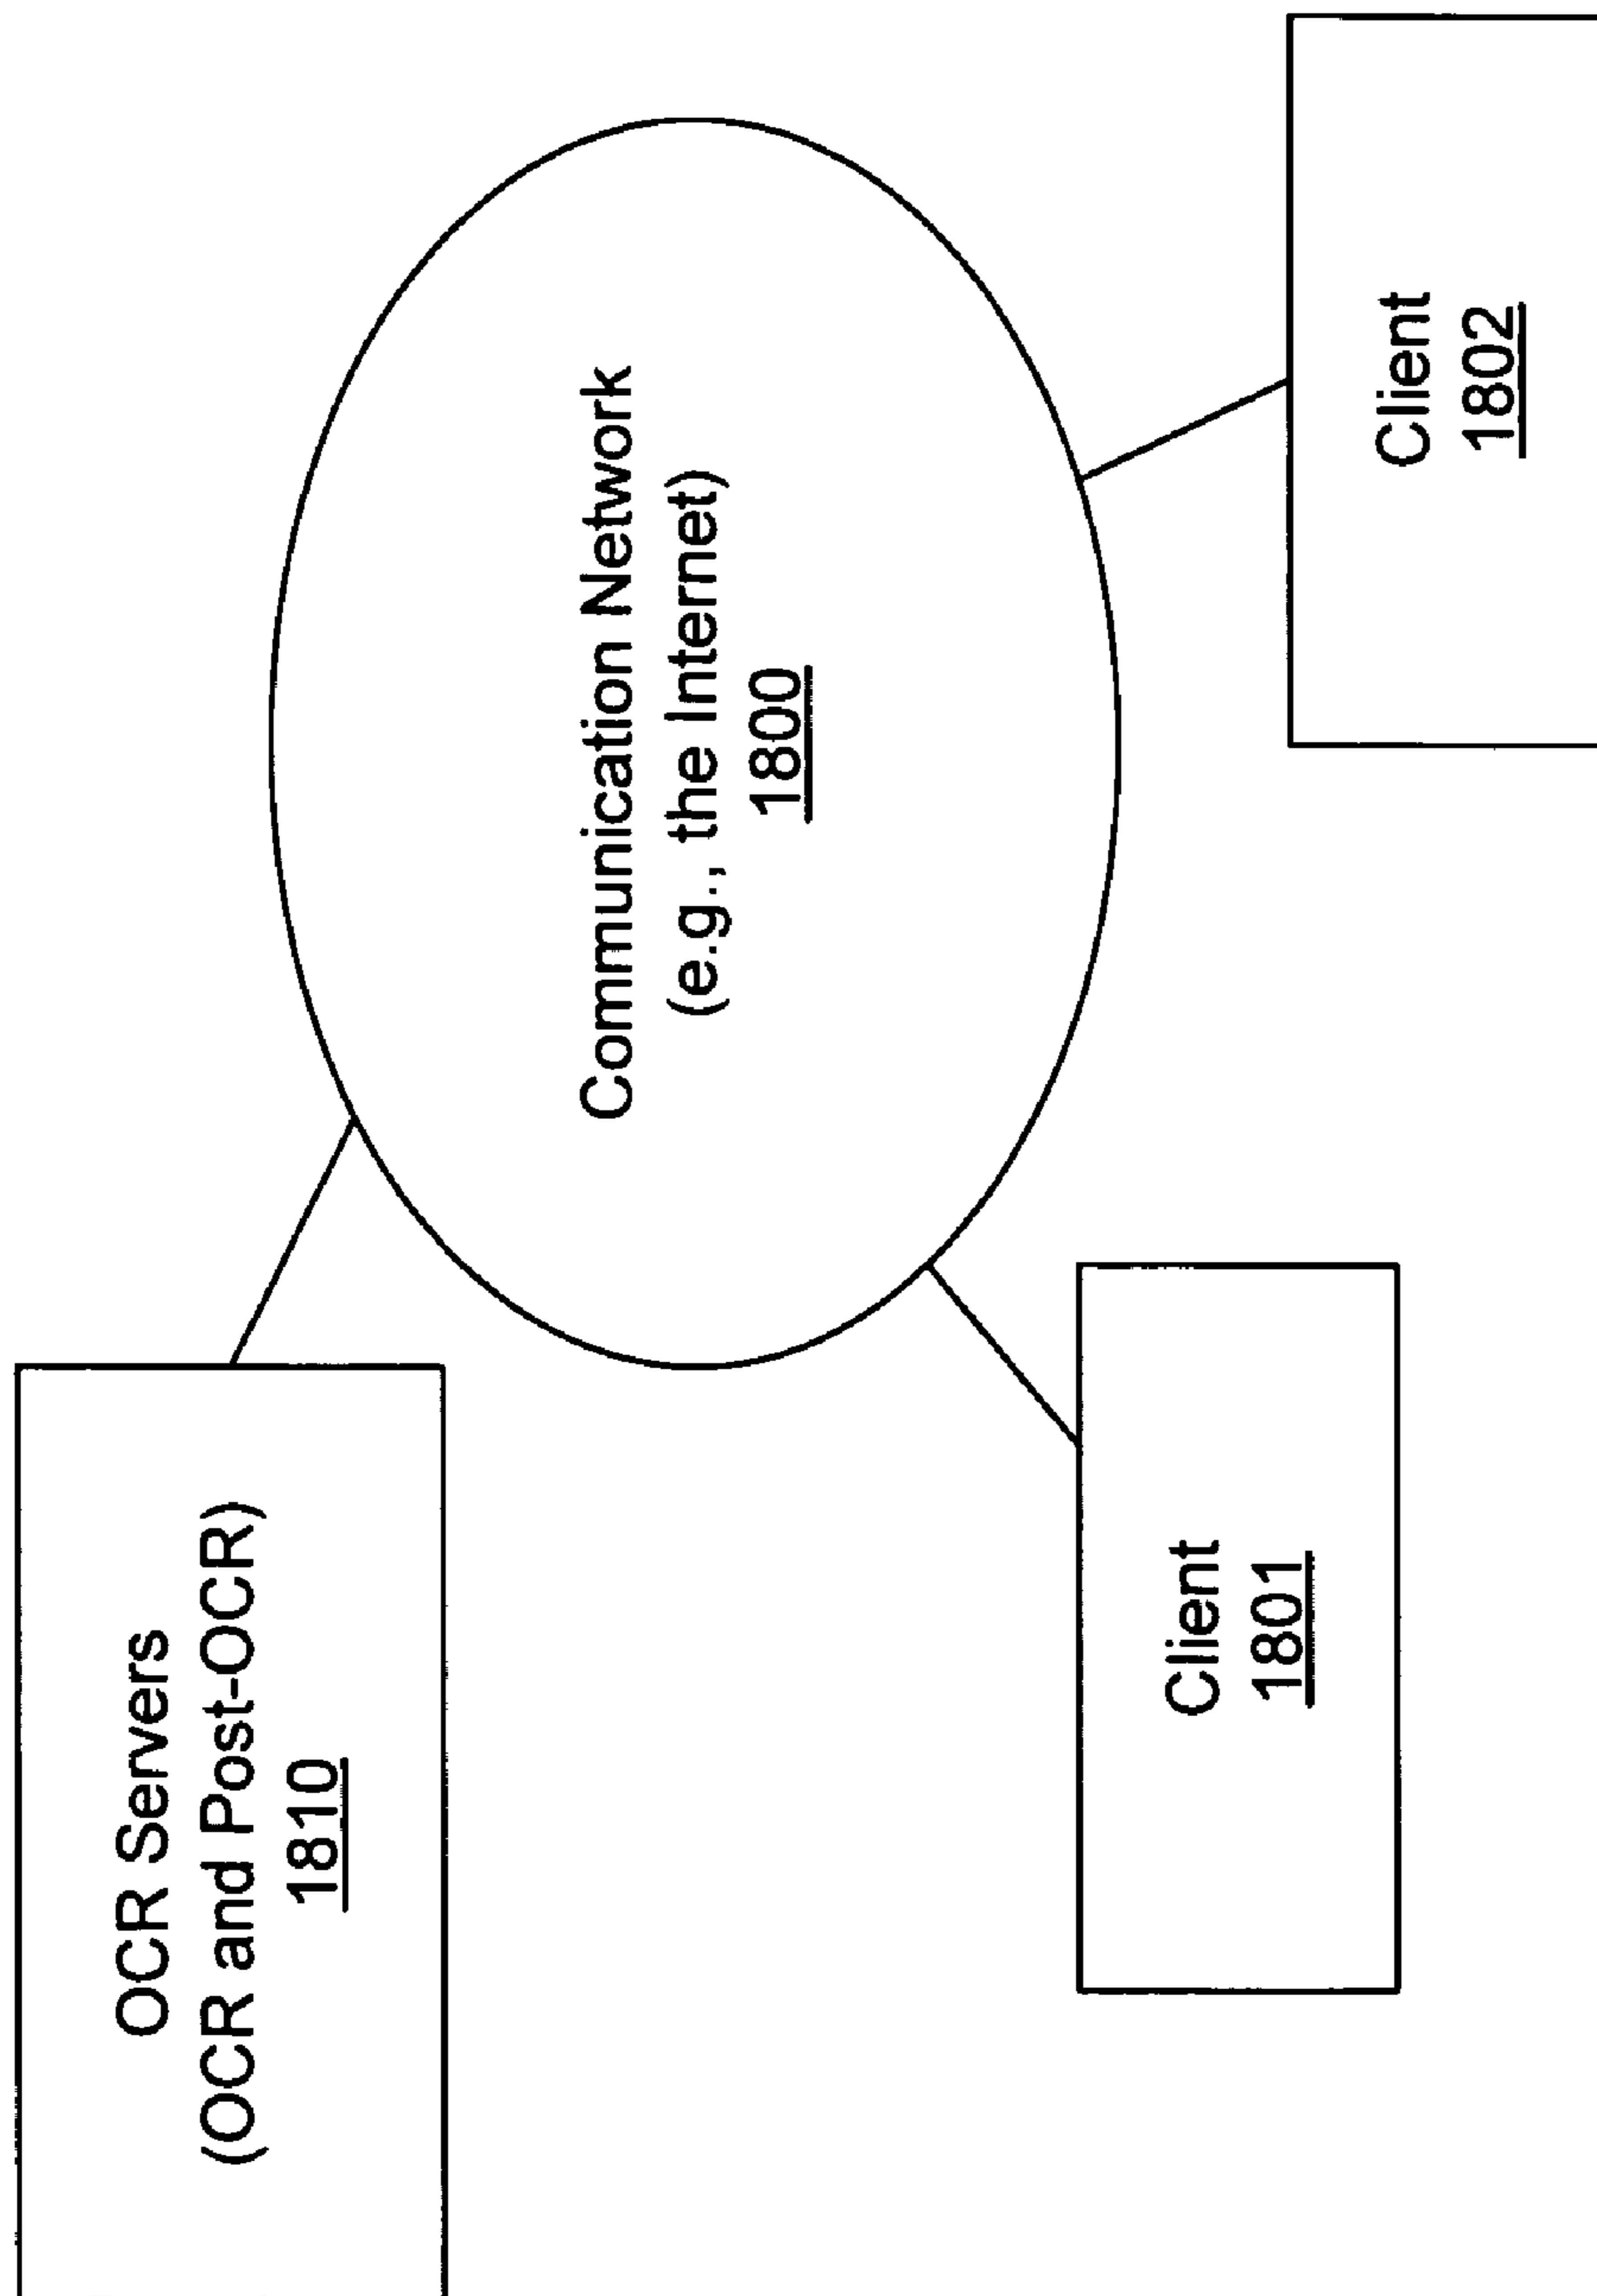 OCR Servers
(OCR and Post-OCR)
1810
Communication Network
(e.g., the Internet)
1800
Client
1801
Client
1802